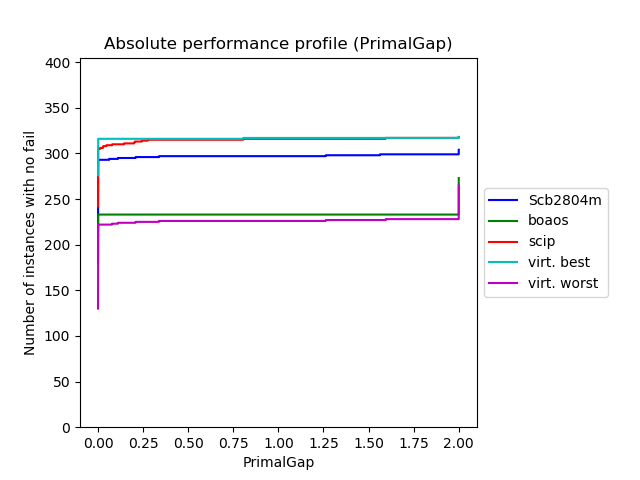 Absolute performance profile (PrimalGap)
Number of instances with no fail
400
350
300
250
200
150
100
50
0
0.00 0.25 0.50 0.75 1.00 1.25 1.50 1.75 2.00
PrimalGap
Scb2804m
boaos
scip
virt. best
virt. worst